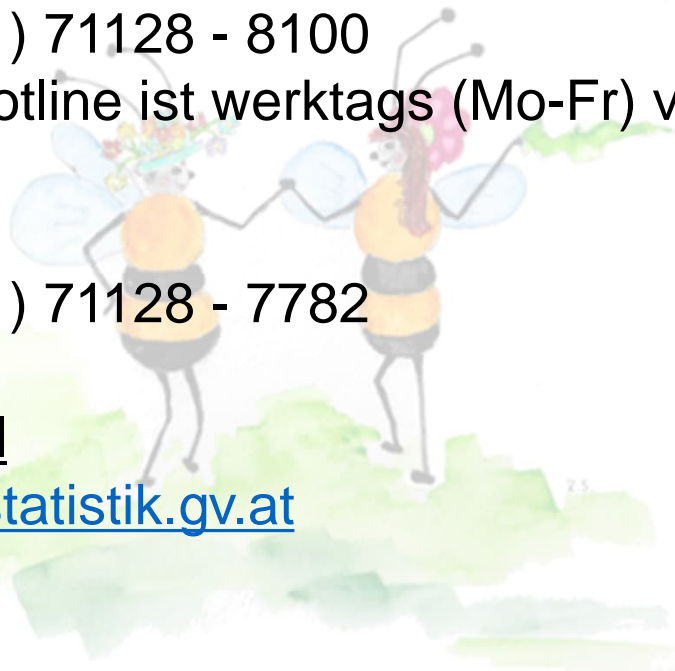 ) 71128 - 8100
otline ist werktags (Mo-Fr) v
) 71128 - 7782
l
statistik.gv.at
z.s.